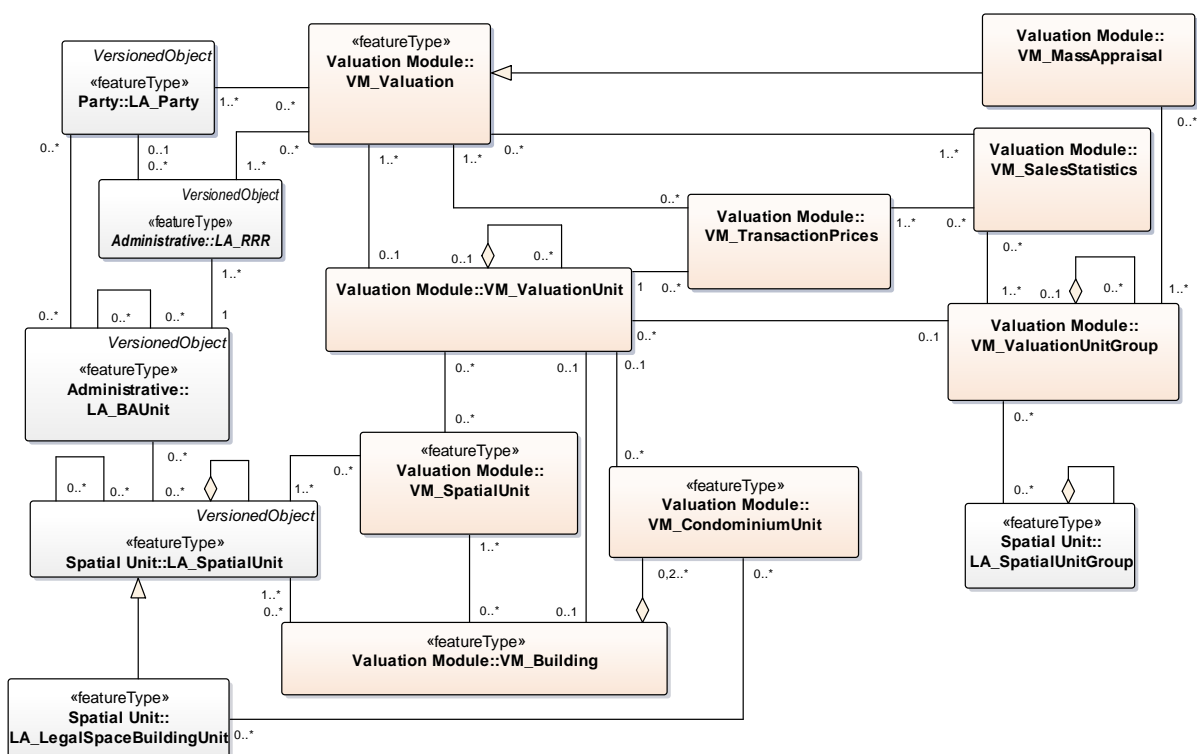 VersionedObject
«featureType»
Party::LA_Party
«featureType»
Valuation Module::
VM_Valuation
Valuation Module::
VM_MassAppraisal
1..*
0..*
0..*
0..*
0..1
0..*
1..*
0..*
1..*
1..*
0..*
1..*
VersionedObject
«featureType»
Administrative::LA_RRR
Valuation Module::
VM_SalesStatistics
0..*
Valuation Module::
VM_TransactionPrices
1..*
0..*
0..*
0..1
0..1
0..*
1..*
1
Valuation Module::VM_ValuationUnit
1
0..*
1..*
0..1
0..*
1..*
0..*
0..*
0..*
VersionedObject
«featureType»
Administrative::
LA_BAUnit
Valuation Module::
VM_ValuationUnitGroup
0..*
0..1
0..*
0..1
0..1
0..*
0..*
0..*
0..*
«featureType»
Valuation Module::
VM_SpatialUnit
0..*
1..*
0..*
0..*
0..*
0..*
«featureType»
Valuation Module::
VM_CondominiumUnit
0..*
VersionedObject
«featureType»
Spatial Unit::LA_SpatialUnit
«featureType»
Spatial Unit::
LA_SpatialUnitGroup
1..*
0,2..*
0..*
1..*
0..*
0..*
0..1
«featureType»
Valuation Module::VM_Building
«featureType»
Spatial Unit::
LA_LegalSpaceBuildingUnit
0..*